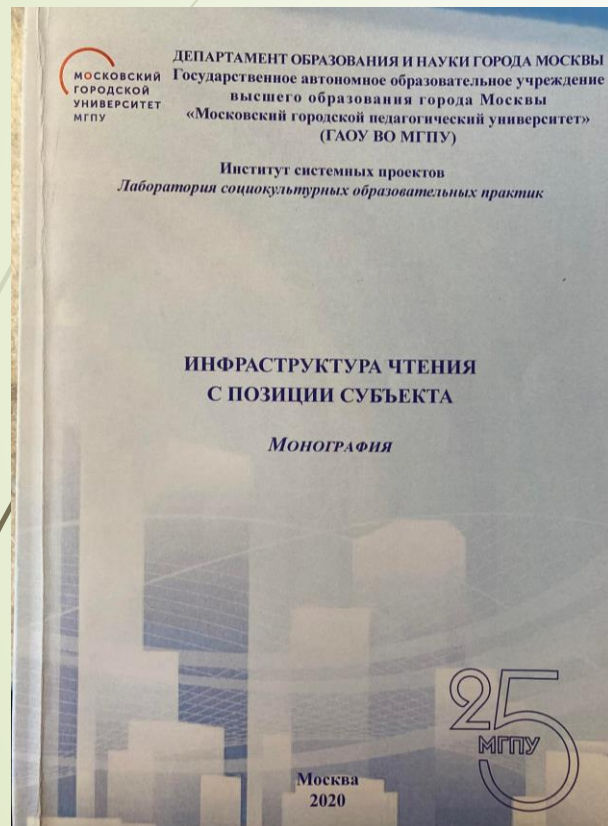 МОСКОВСКИЙ
ГОРОДСКОЙ
УНИВЕРСИТЕТ
МГПУ
ДЕПАРТАМЕНТ ОБРАЗОВАНИЯ И НАУКИ ГОРОДА МОСКВЫ
Государственное автономное образовательное учреждение
высшего образования города Москвы
«Московский городской педагогический университет»
(ГАОУ ВО МГПУ)
Институт системных проектов
Лаборатория социокультурных образовательных практик
ИНФРАСТРУКТУРА ЧТЕНИЯ
С ПОЗИЦИИ СУБЪЕКТА
МОНОГРАФИЯ
25
МГПУ
Москва
2020